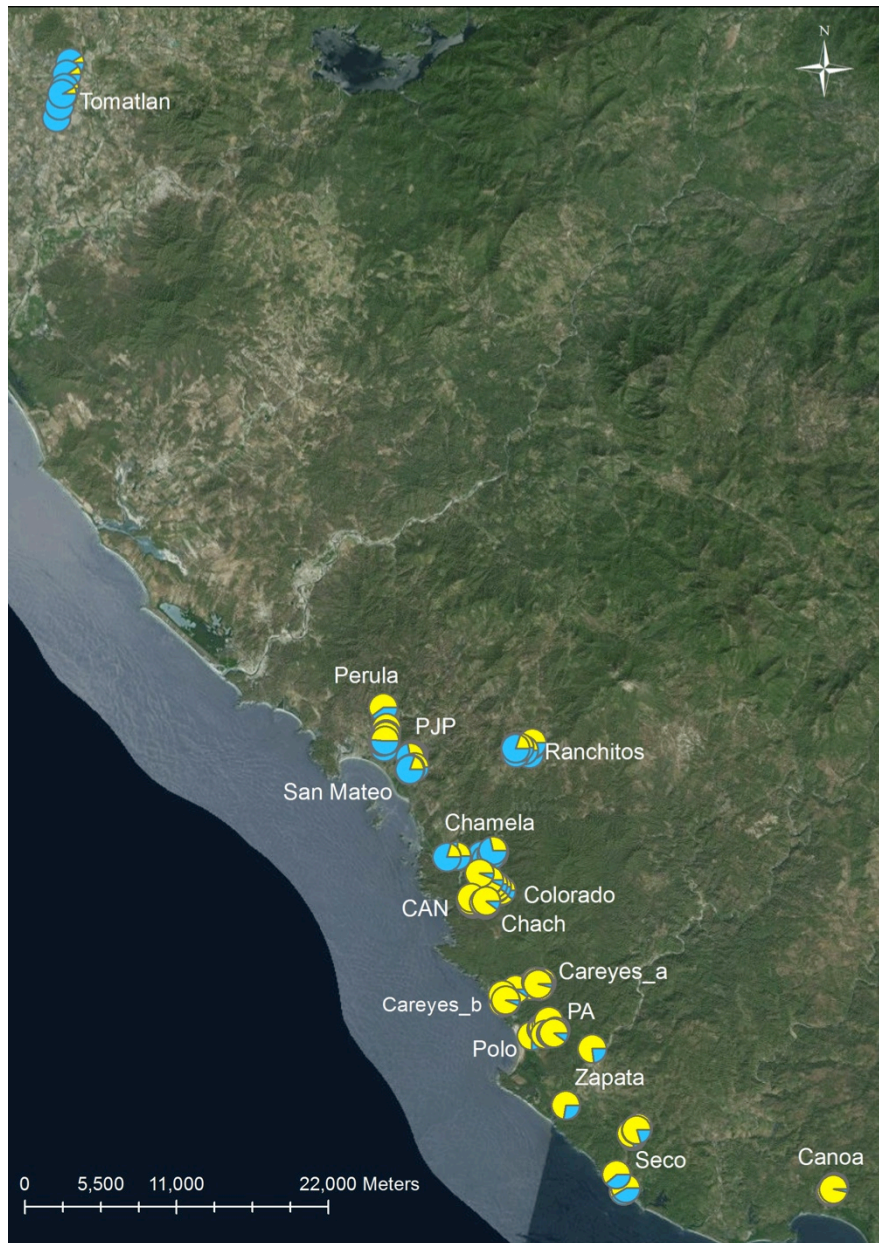 N
Tomatlan
Perula
PJP
Ranchitos
San Mateo
Chamela
Colorado
CAN
Chach
Careyes_a
Careyes_b
PA
Polo
Zapata
Seco
Canoa
0 5,500 11,000 22,000 Meters